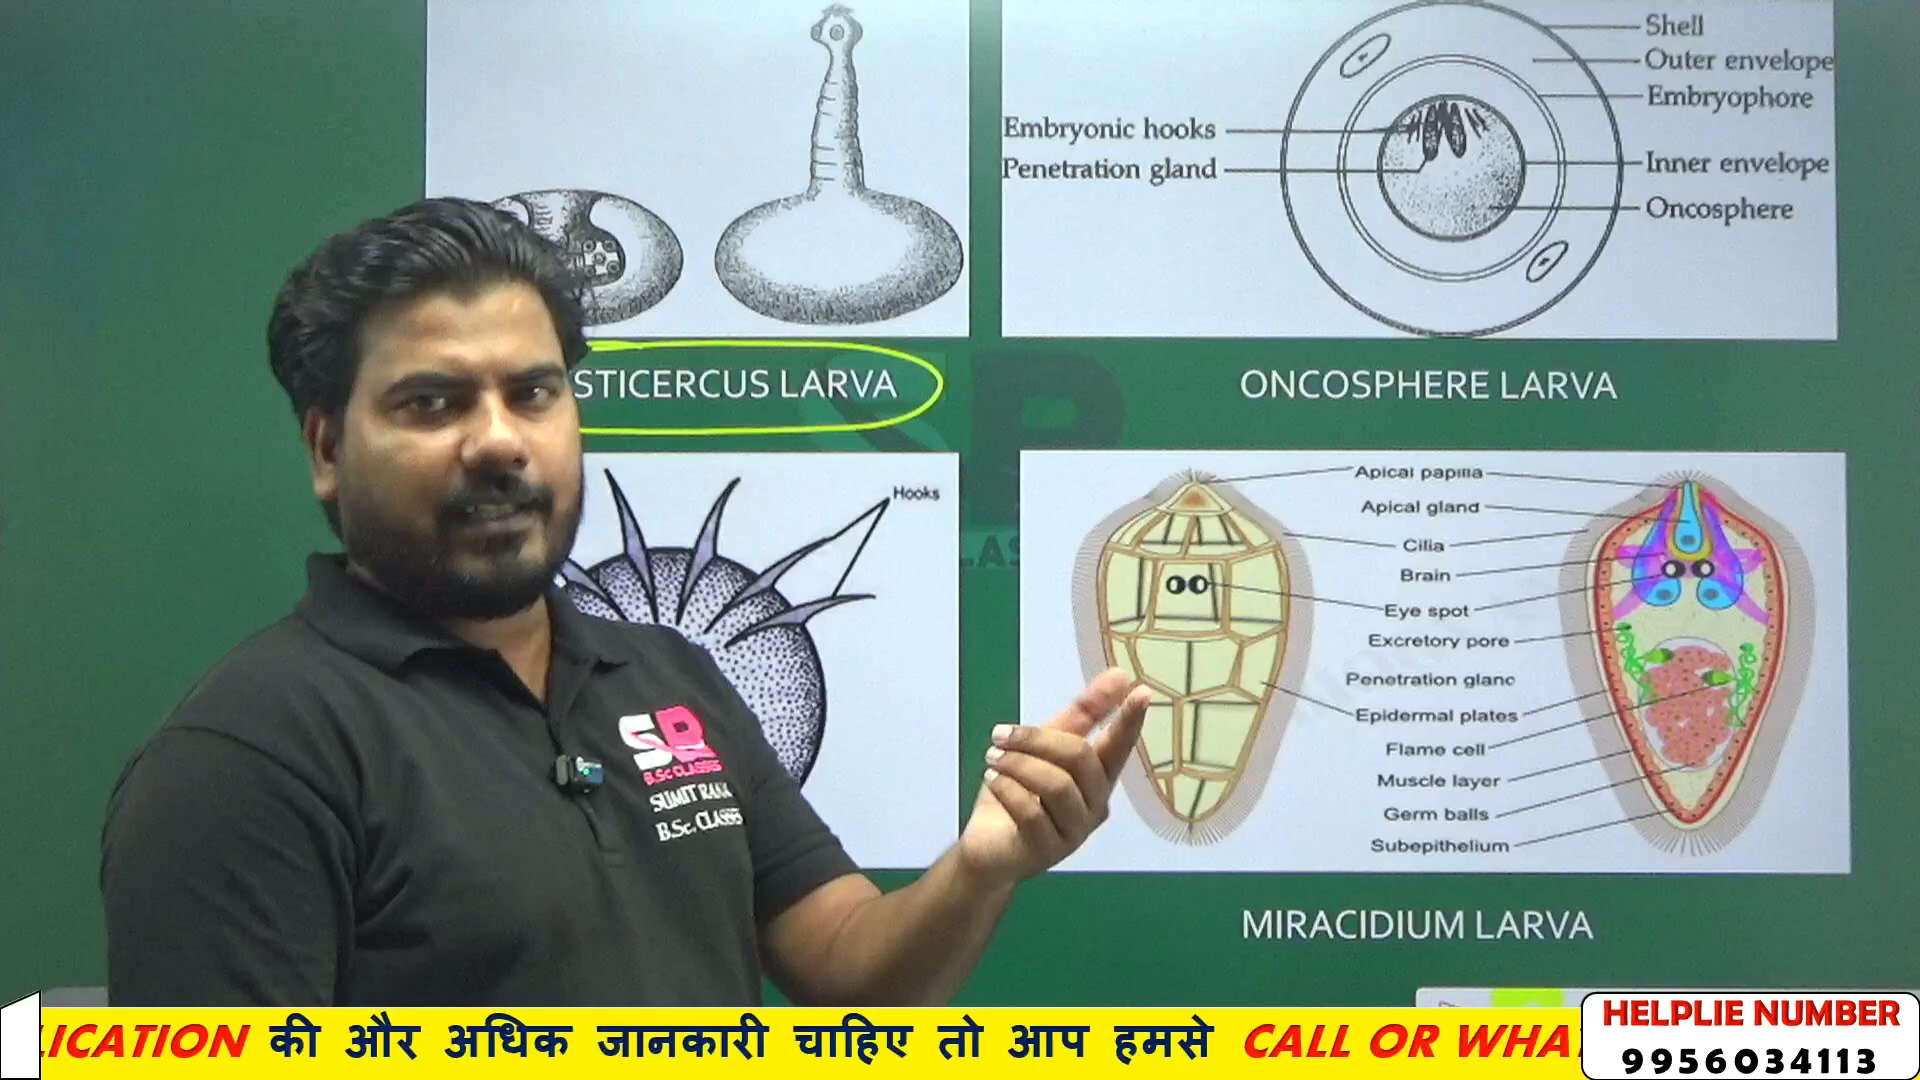 Shell
Outer envelope
Embryophore
Embryonic hooks
Penetration gland
Inner envelope
Oncosphere
STICERCUS LARVA
ONCOSPHERE LARVA
Hooks
Apical papilla
Apical gland
Cilia
Brain
Eye spot
Excretory pore
Penetration glanc
Epidermal plates
Flame cell
Muscle layer
Germ balls
Subepithelium
MIRACIDIUM LARVA
SR
B.Sc CLASSES
SUMIT RANA
B.Sc. CLASSES
LICATION की और अधिक जानकारी चाहिए तो आप हमसे CALL OR WHA
HELPLIE NUMBER
9956034113